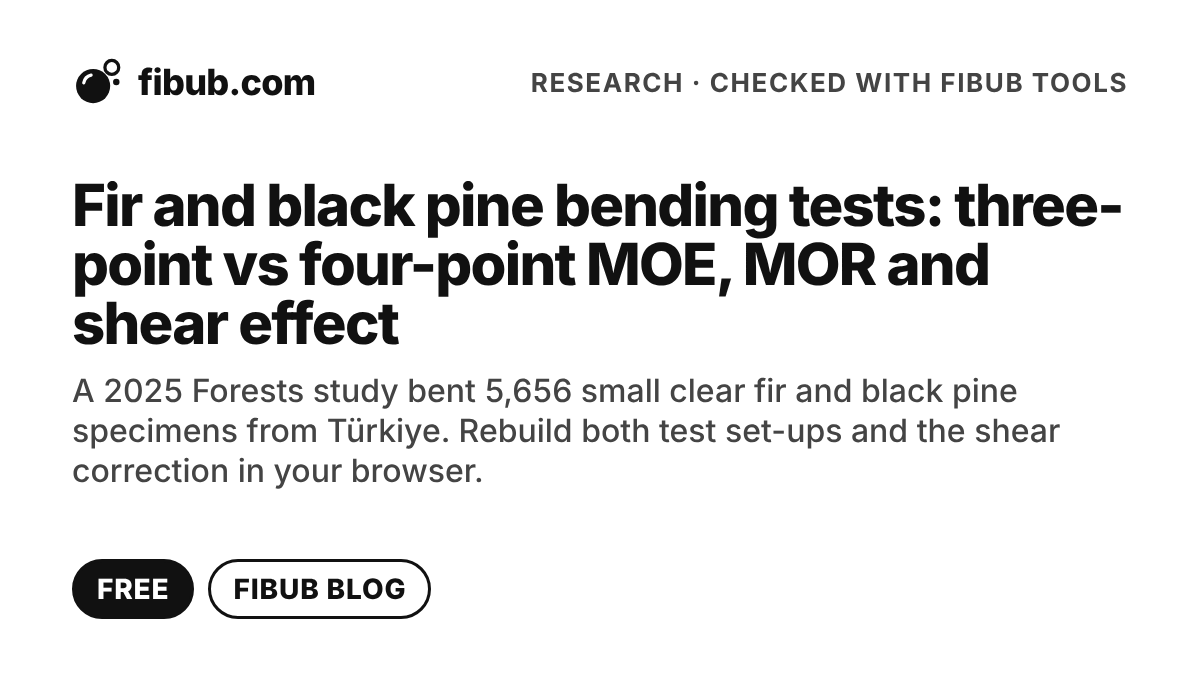 fibub.com
RESEARCH · CHECKED WITH FIBUB TOOLS
Fir and black pine bending tests: three-
point vs four-point MOE, MOR and
shear effect
A 2025 Forests study bent 5,656 small clear fir and black pine
specimens from Türkiye. Rebuild both test set-ups and the shear
correction in your browser.
FREE
FIBUB BLOG